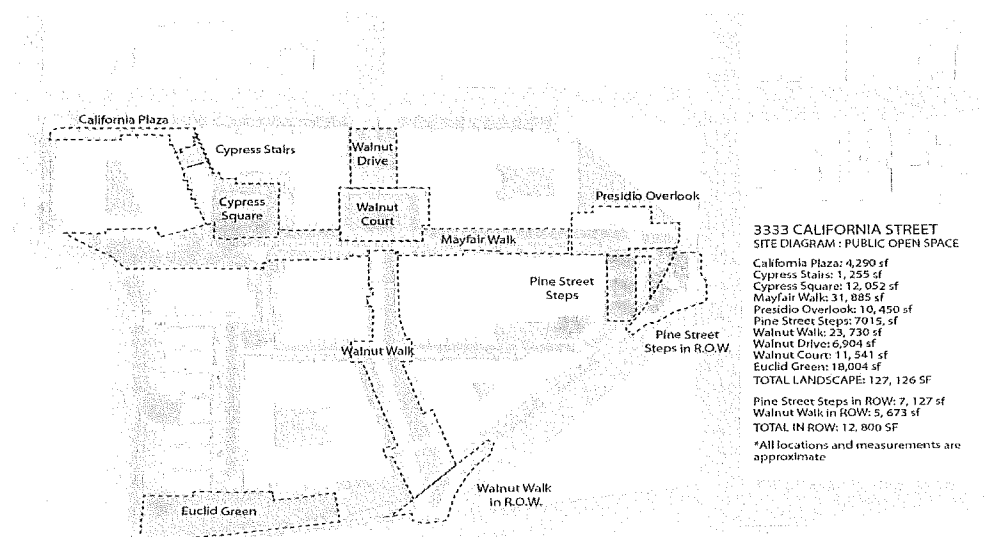 California Plaza
Cypress Stairs
Walnut
Drive
Cypress
Square
Walnut
Court
Presidio Overlook
Mayfair Walk
Pine Street
Steps
Pine Street
Steps in R.O.W.
Walnut Walk
Walnut Walk
in R.O.W.
Euclid Green
3333 CALIFORNIA STREET
SITE DIAGRAM : PUBLIC OPEN SPACE
California Plaza: 4,290 sf
Cypress Stairs: 1, 255 sf
Cypress Square: 12, 052 sf
Mayfair Walk: 31, 885 sf
Presidio Overlook: 10, 450 sf
Pine Street Steps: 7015, sf
Walnut Walk: 23, 730 sf
Walnut Drive: 6,904 sf
Walnut Court: 11, 541 sf
Euclid Green: 18,004 sf
TOTAL LANDSCAPE: 127, 126 SF
Pine Street Steps in ROW: 7, 127 sf
Walnut Walk in ROW: 5, 673 sf
TOTAL IN ROW: 12, 800 SF
*All locations and measurements are
approximate